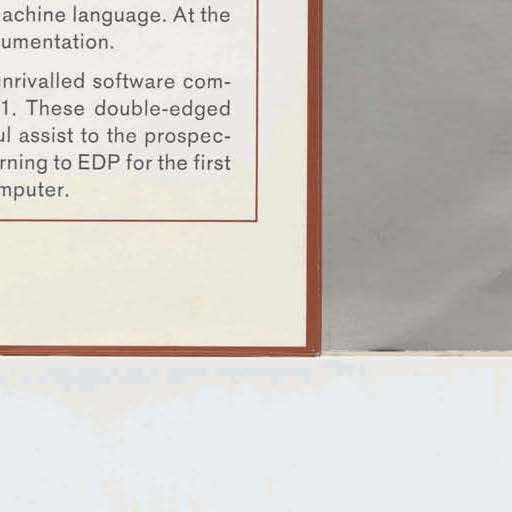 achine language. At the
umentation.
nrivalled software com-
1. These double-edged
ul assist to the prospec-
rning to EDP for the first
mputer.